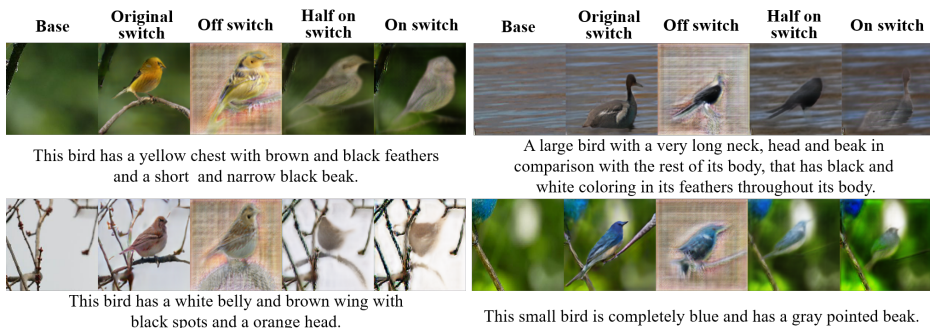 Base Original switch Off switch Half on switch On switch Base Original switch Off switch Half on switch On switch
This bird has a yellow chest with brown and black feathers
and a short and narrow black beak.
A large bird with a very long neck, head and beak in
comparison with the rest of its body, that has black and
white coloring in its feathers throughout its body.
This bird has a white belly and brown wing with
black spots and a orange head.
This small bird is completely blue and has a gray pointed beak.